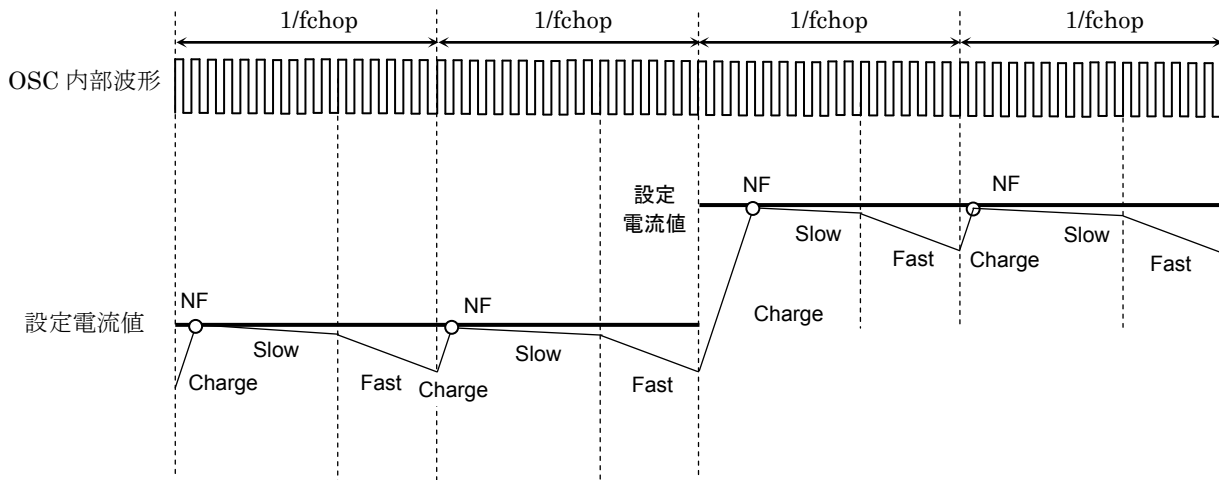 1/fchop 1/fchop 1/fchop 1/fchop
OSC 内部波形
設定
電流値
NF NF
Slow Slow
Fast Charge Fast
NF NF
設定電流値
Charge
Slow Slow
Charge Fast Charge Fast